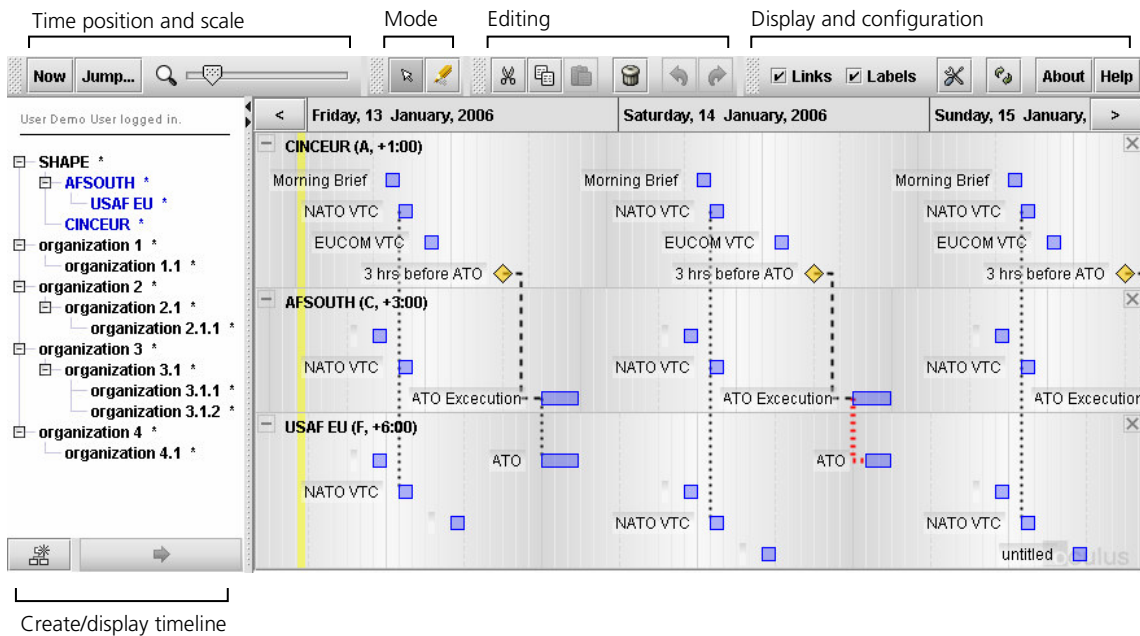 Time position and scale
Mode
Editing
Display and configuration
Now
Jump...
Links
Labels
About
Help
User Demo User logged in.
<
Friday, 13 January, 2006
Saturday, 14 January, 2006
Sunday, 15 January,
>
SHAPE *
AFSOUTH *
USAF EU *
CINCEUR *
organization 1 *
organization 1.1 *
organization 2 *
organization 2.1 *
organization 2.1.1 *
organization 3 *
organization 3.1 *
organization 3.1.1 *
organization 3.1.2 *
organization 4 *
organization 4.1 *
CINCEUR (A, +1:00)
Morning Brief
Morning Brief
Morning Brief
NATO VTC
NATO VTC
NATO VTC
EUCOM VTC
EUCOM VTC
EUCOM VTC
3 hrs before ATO
3 hrs before ATO
3 hrs before ATO
AFSOUTH (C, +3:00)
NATO VTC
NATO VTC
NATO VTC
ATO Excecution
ATO Excecution
ATO Excecution
USAF EU (F, +6:00)
ATO
ATO
NATO VTC
NATO VTC
NATO VTC
untitled
oculus
Create/display timeline